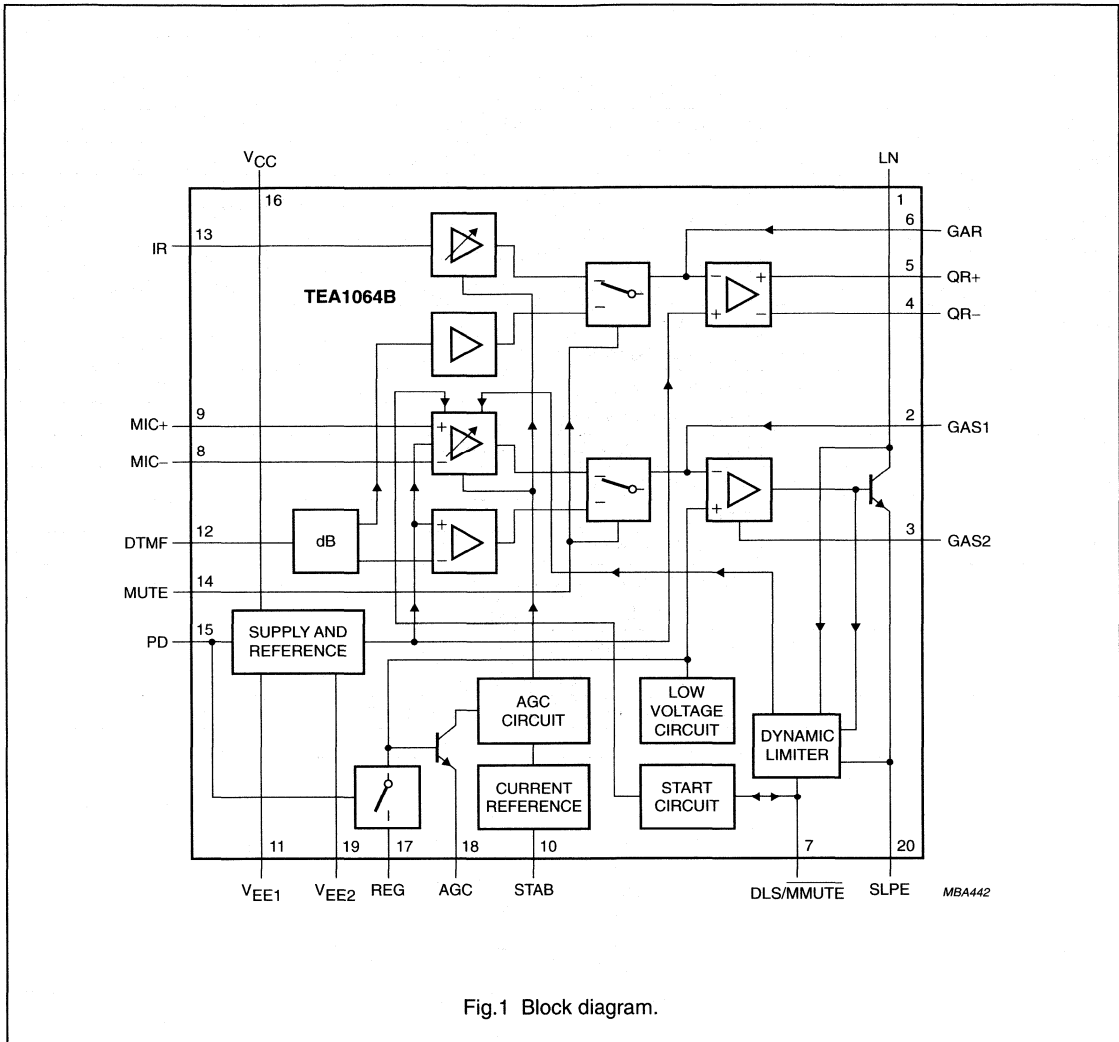 VCC
LN
16
1
6
GAR
IR
13
5
QR+
TEA1064B
4
QR−
MIC+
9
+
−
2
GAS1
MIC−
8
DTMF
12
dB
3
GAS2
MUTE
14
PD
15
SUPPLY AND
REFERENCE
AGC
CIRCUIT
LOW
VOLTAGE
CIRCUIT
DYNAMIC
LIMITER
CURRENT
REFERENCE
START
CIRCUIT
11
19
17
18
10
7
20
VEE1
VEE2
REG
AGC
STAB
DLS/MMUTE
SLPE
MBA442
Fig.1 Block diagram.